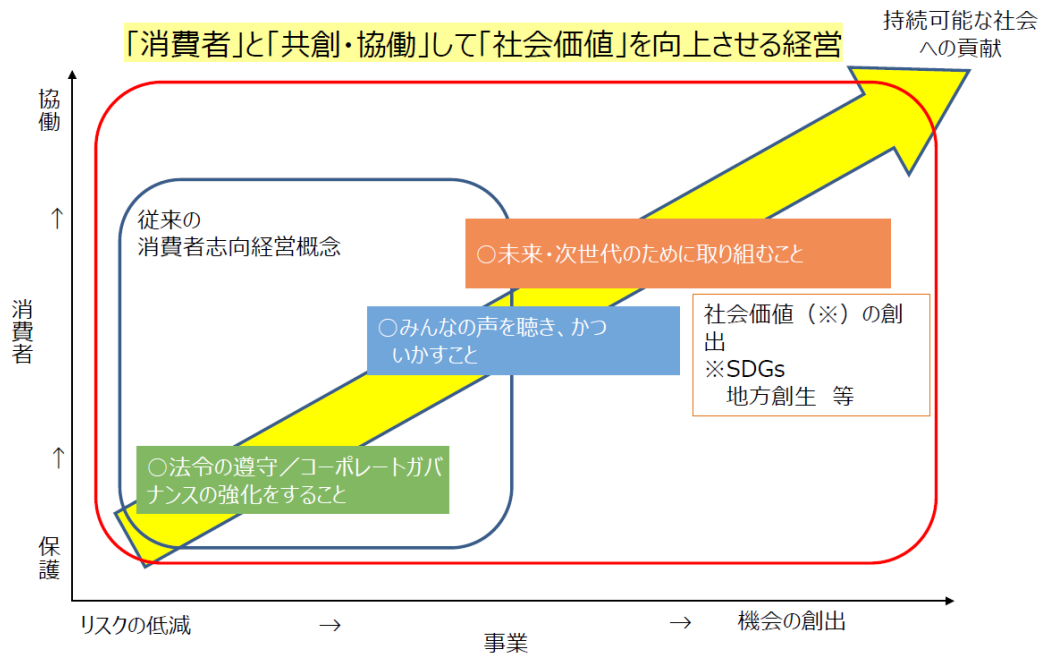 「消費者」と「共創・協働」して「社会価値」を向上させる経営
持続可能な社会
への貢献
協働
↑
従来の
消費者志向経営概念
○未来・次世代のために取り組むこと
消費者
○みんなの声を聴き、かつ
いかすこと
社会価値（※）の創
出
※SDGs
地方創生 等
↑
○法令の遵守／コーポレートガバ
ナンスの強化をすること
保護
リスクの低減
→
事業
→
機会の創出